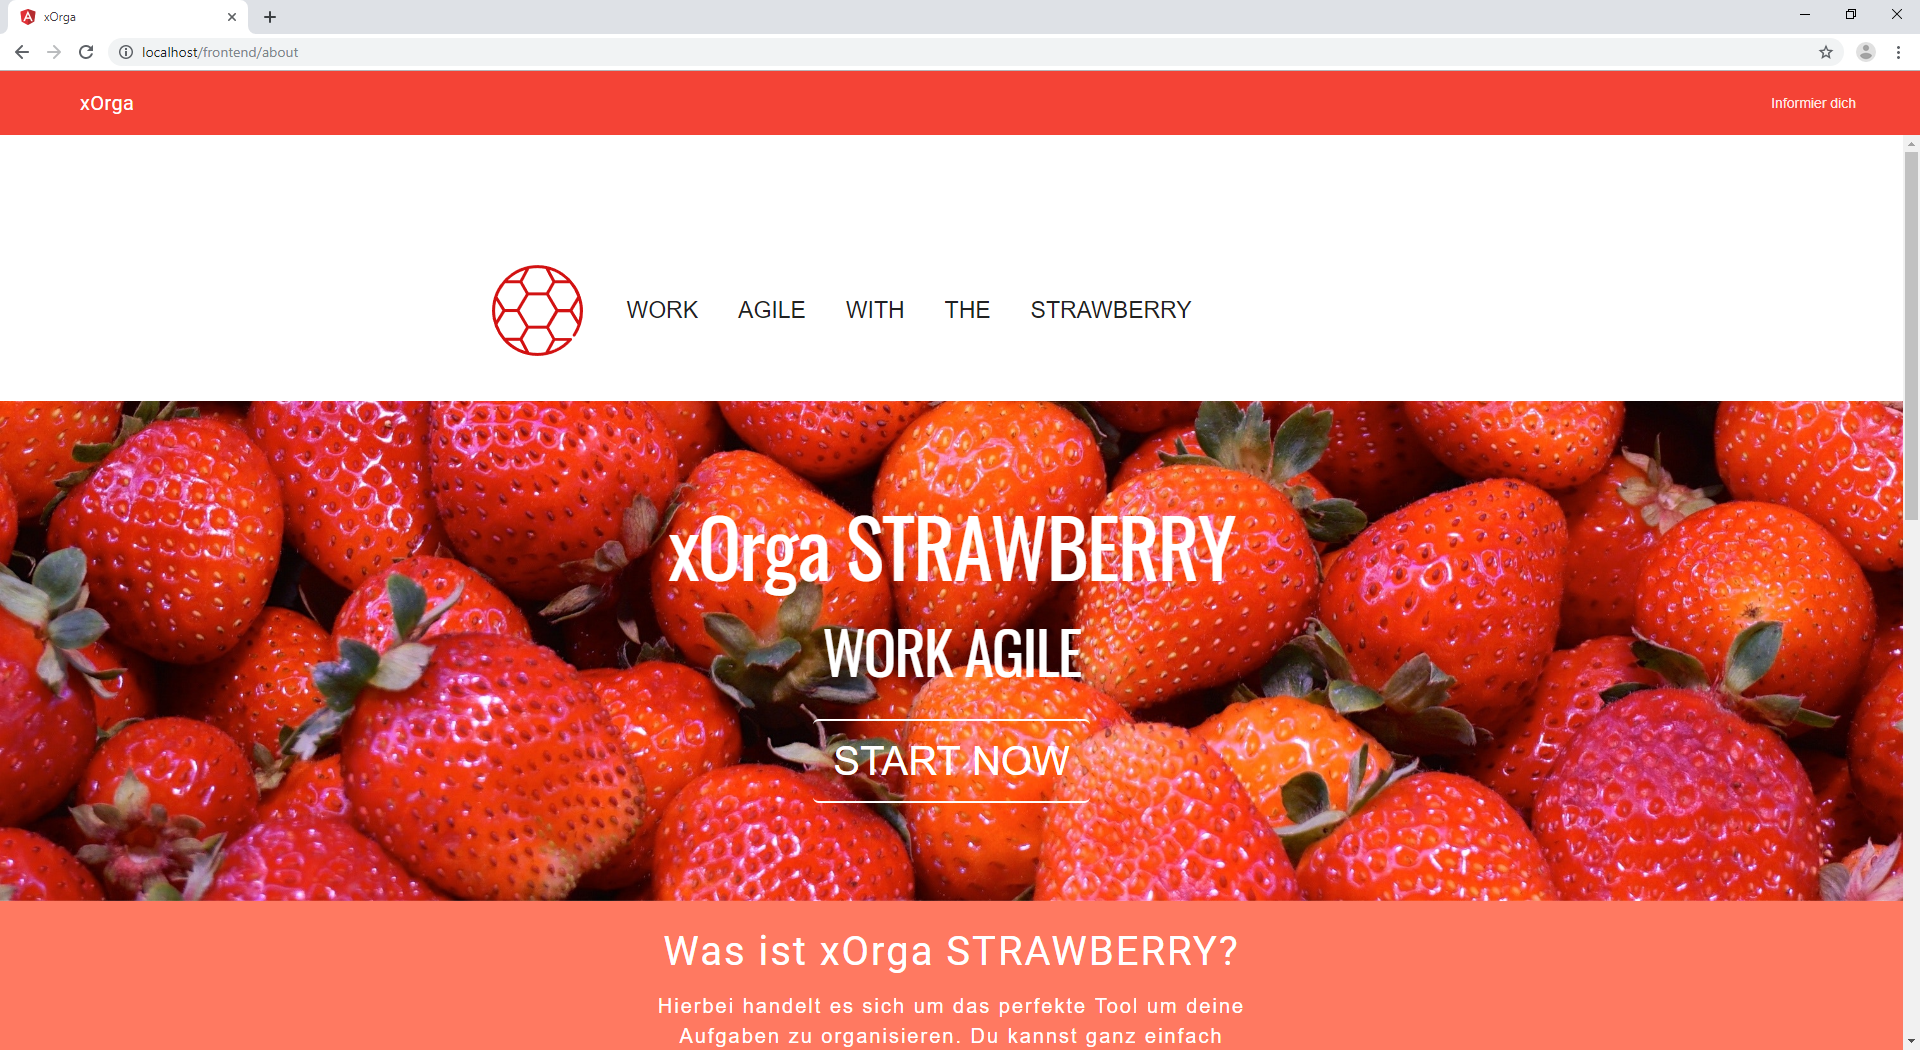 xOrga
localhost/frontend/about
xOrga
Informier dich
WORK AGILE WITH THE STRAWBERRY
xOrga STRAWBERRY
WORK AGILE
START NOW
Was ist xOrga STRAWBERRY?
Hierbei handelt es sich um das perfekte Tool um deine
Aufgaben zu organisieren. Du kannst ganz einfach